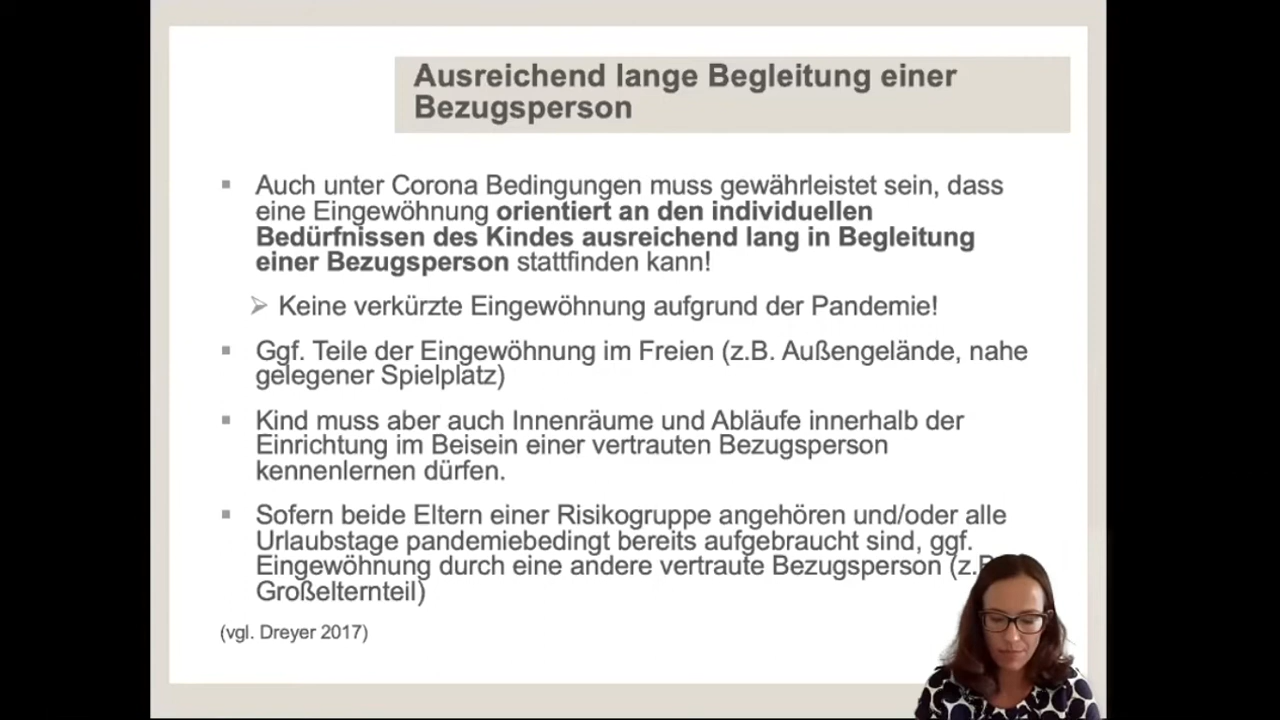 Ausreichend lange Begleitung einer
Bezugsperson
▪ Auch unter Corona Bedingungen muss gewährleistet sein, dass
eine Eingewöhnung orientiert an den individuellen
Bedürfnissen des Kindes ausreichend lang in Begleitung
einer Bezugsperson stattfinden kann!
➢ Keine verkürzte Eingewöhnung aufgrund der Pandemie!
▪ Ggf. Teile der Eingewöhnung im Freien (z.B. Außengelände, nahe
gelegener Spielplatz)
▪ Kind muss aber auch Innenräume und Abläufe innerhalb der
Einrichtung im Beisein einer vertrauten Bezugsperson
kennenlernen dürfen.
▪ Sofern beide Eltern einer Risikogruppe angehören und/oder alle
Urlaubstage pandemiebedingt bereits aufgebraucht sind, ggf.
Eingewöhnung durch eine andere vertraute Bezugsperson (z.B
Großelternteil)
(vgl. Dreyer 2017)